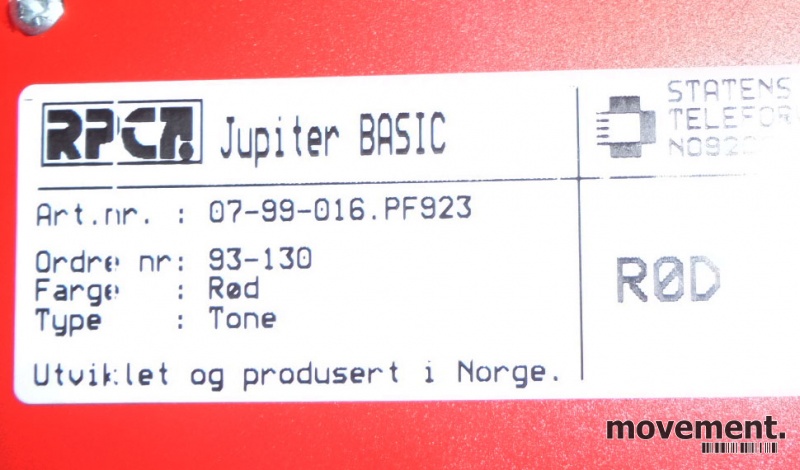 RPCA. Jupiter BASIC
STATENS
Art.nr. : 07-99-016.PF923
Ordre nr: 93-130
Farge : Rød
Type : Tone
RØD
Utviklet og produsert i Norge.
movement.